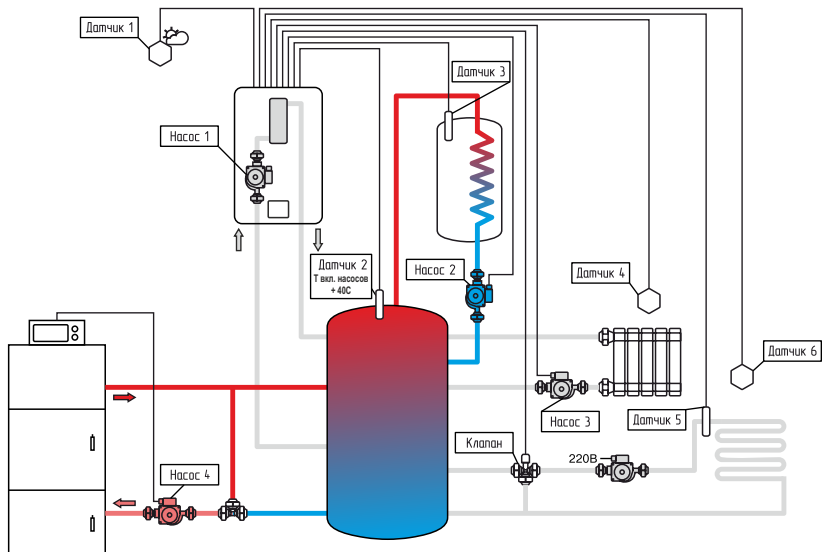 Датчик 1
Датчик 3
Насос 1
Датчик 2
Т вкл. насосов
+ 40С
Насос 2
Датчик 4
Датчик 6
Насос 3
Датчик 5
Клапан
220В
Насос 4